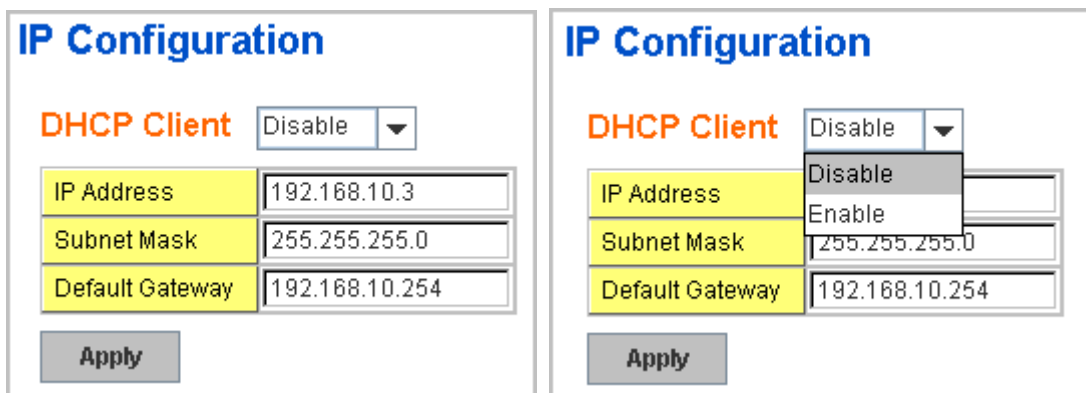 IP Configuration
DHCP Client Disable
IP Address 192.168.10.3
Subnet Mask 255.255.255.0
Default Gateway 192.168.10.254
Apply
IP Configuration
DHCP Client Disable
Disable
Enable
IP Address
Subnet Mask 255.255.255.0
Default Gateway 192.168.10.254
Apply